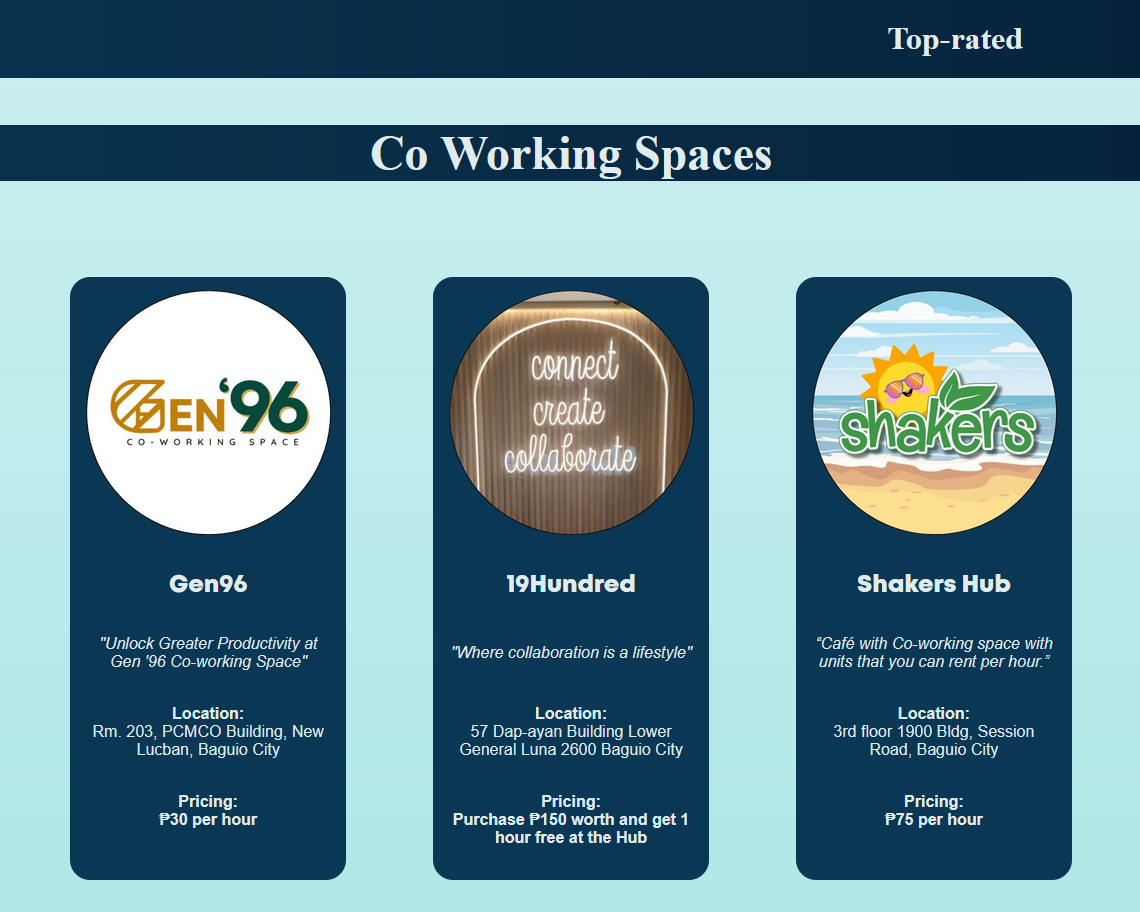 Top-rated
Co Working Spaces
GEN'96
CO-WORKING SPACE
connect
create
collaborate
shakers
Gen96
19Hundred
Shakers Hub
"Unlock Greater Productivity at
Gen '96 Co-working Space"
"Where collaboration is a lifestyle"
“Café with Co-working space with
units that you can rent per hour.”
Location:
Rm. 203, PCMCO Building, New
Lucban, Baguio City
Location:
57 Dap-ayan Building Lower
General Luna 2600 Baguio City
Location:
3rd floor 1900 Bldg, Session
Road, Baguio City
Pricing:
₱30 per hour
Pricing:
Purchase ₱150 worth and get 1
hour free at the Hub
Pricing:
₱75 per hour